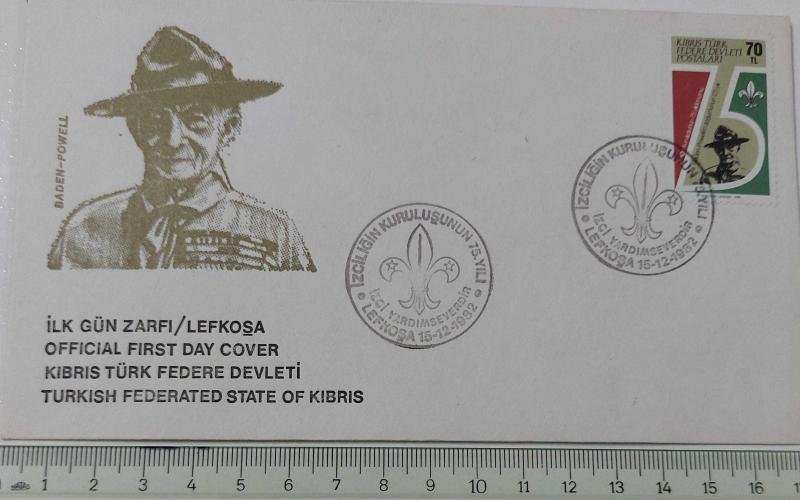 BADEN-POWELL
KIBRIS TÜRK
FEDERE DEVLETİ
POSTALARI
70
TL
75
İZCİLİĞİN KURULUŞUNUN 75.YILI
İZCİ YARDIMSEVERDİR
LEFKOŞA 15-12-1982
İZCİLİĞİN KURULUŞUNUN 75.YILI
İZCİ YARDIMSEVERDİR
LEFKOŞA 15-12-1982
İLK GÜN ZARFI/LEFKOŞA
OFFICIAL FIRST DAY COVER
KIBRIS TÜRK FEDERE DEVLETİ
TURKISH FEDERATED STATE OF KIBRIS
1 2 3 4 5 6 7 8 9 10 11 12 13 14 15 16